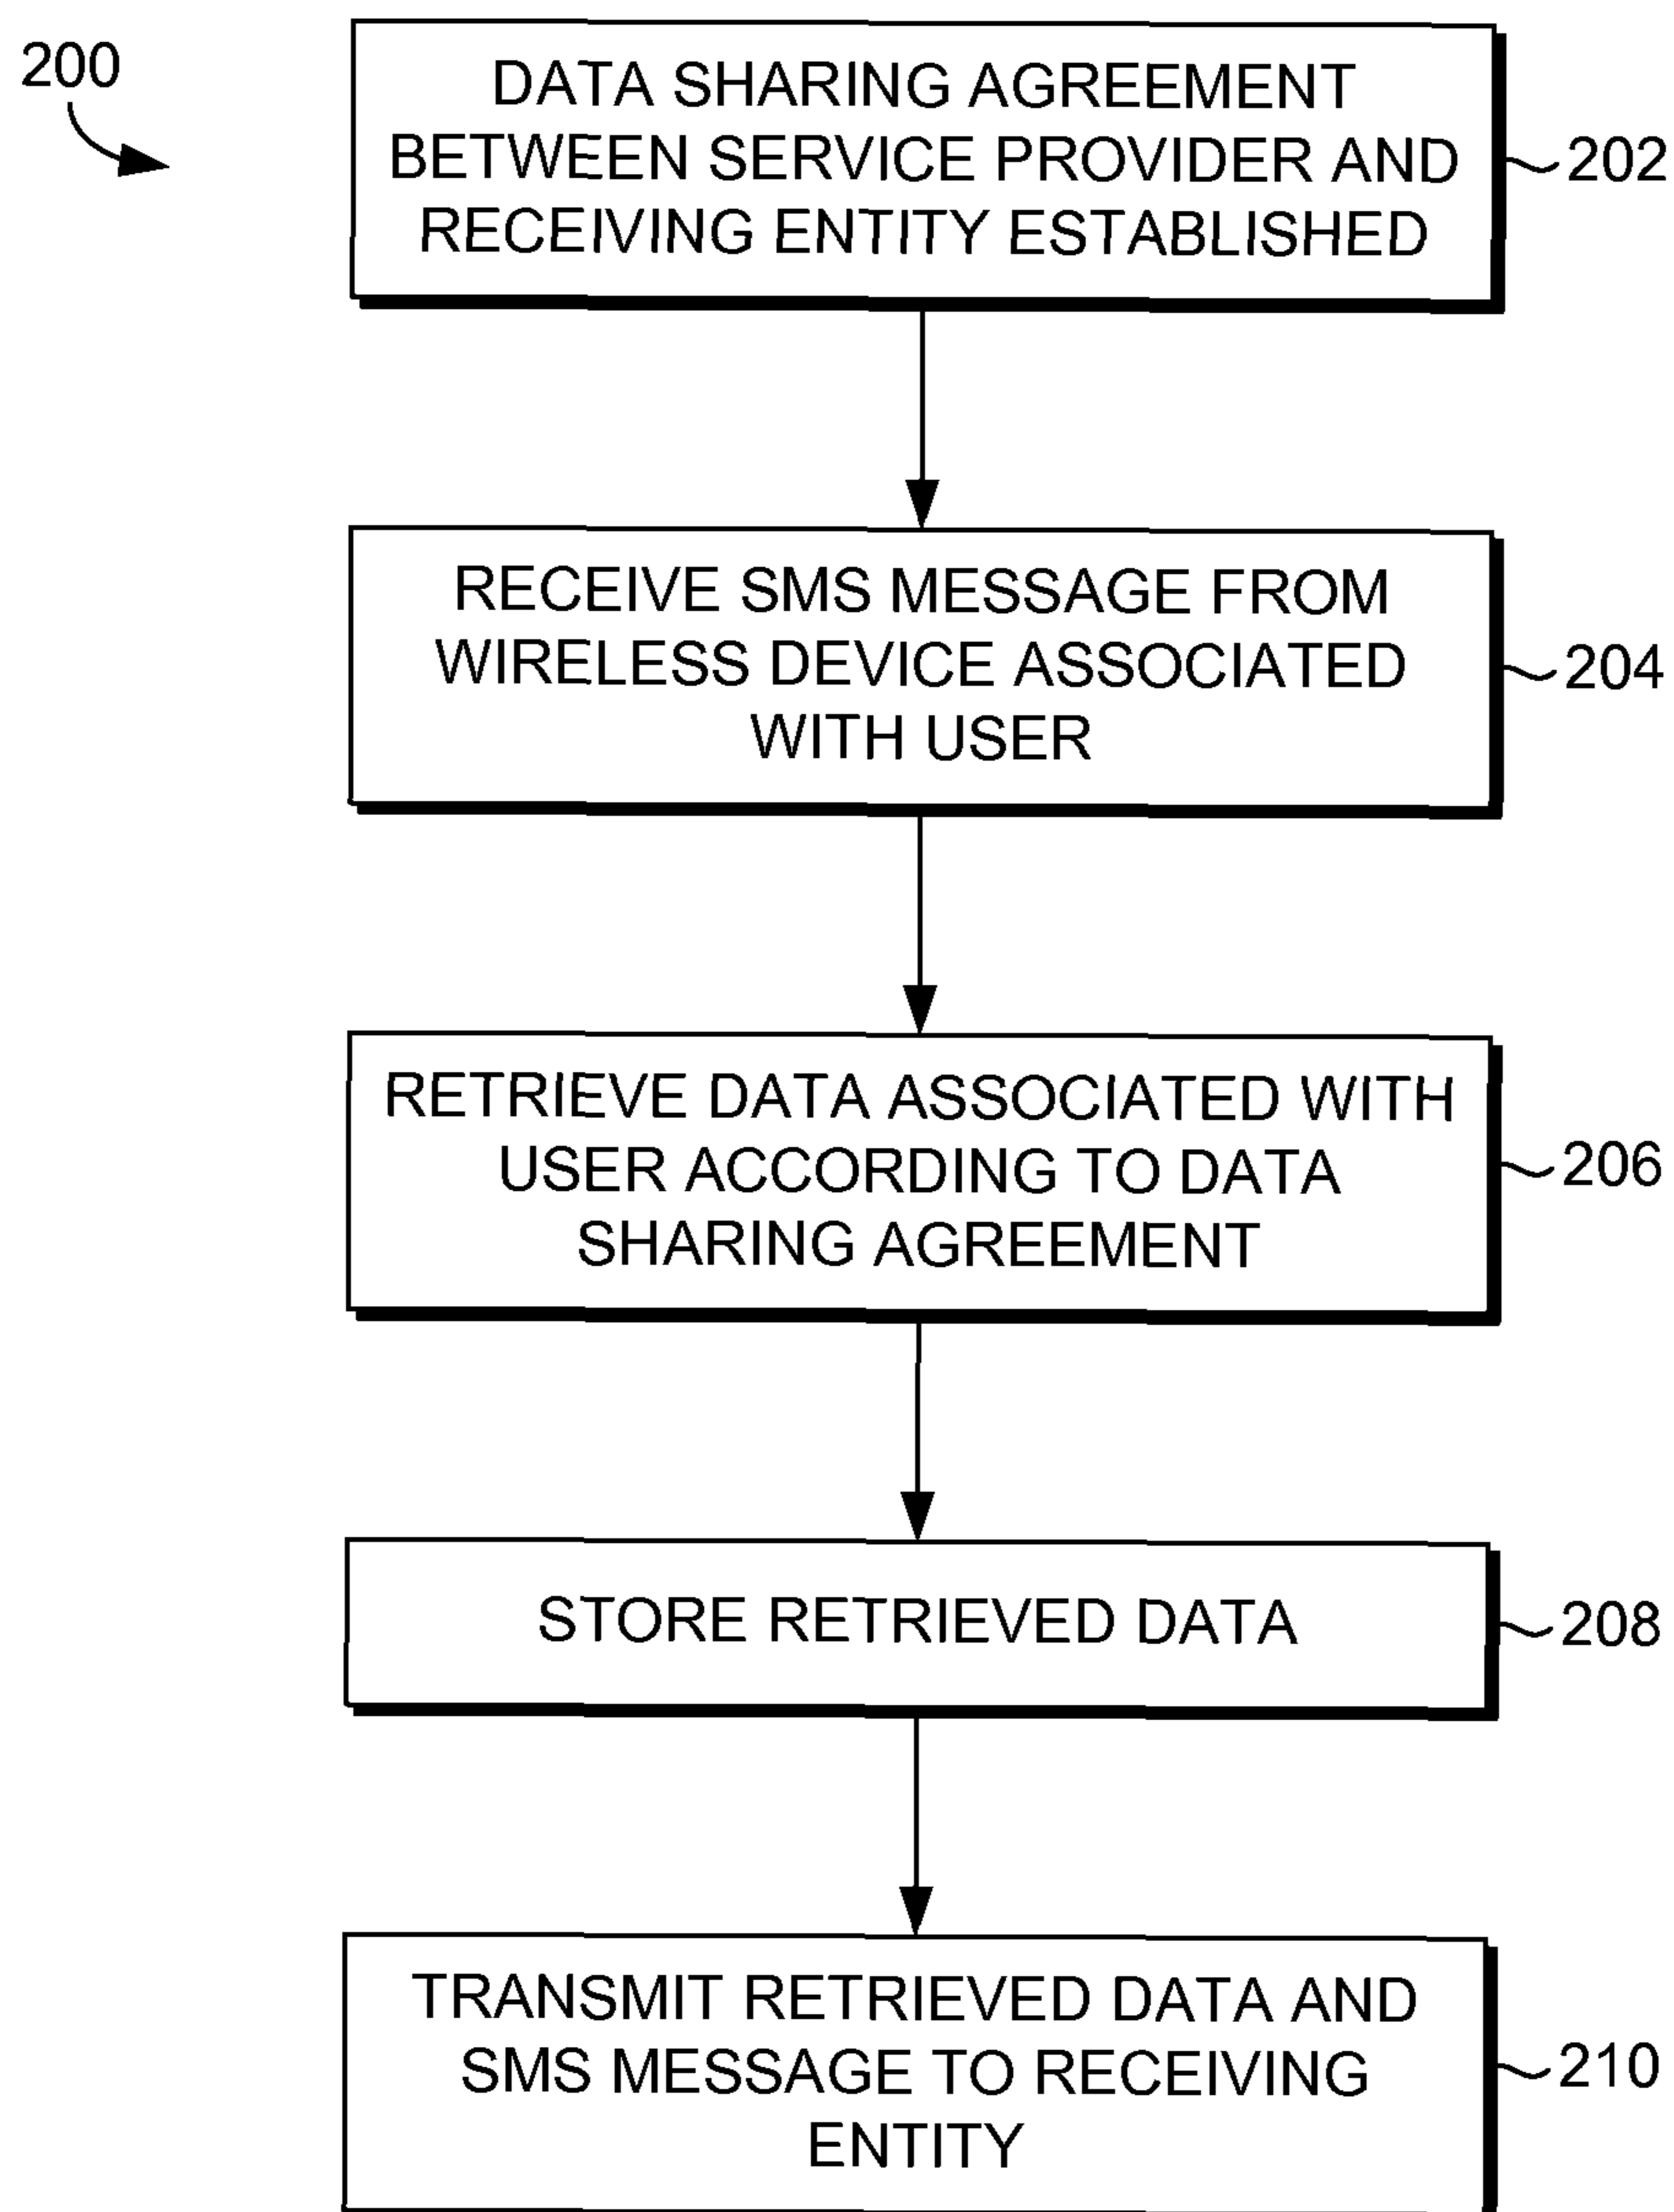 200
DATA SHARING AGREEMENT
BETWEEN SERVICE PROVIDER AND
RECEIVING ENTITY ESTABLISHED
202
RECEIVE SMS MESSAGE FROM
WIRELESS DEVICE ASSOCIATED
WITH USER
204
RETRIEVE DATA ASSOCIATED WITH
USER ACCORDING TO DATA
SHARING AGREEMENT
206
STORE RETRIEVED DATA
208
TRANSMIT RETRIEVED DATA AND
SMS MESSAGE TO RECEIVING
ENTITY
210